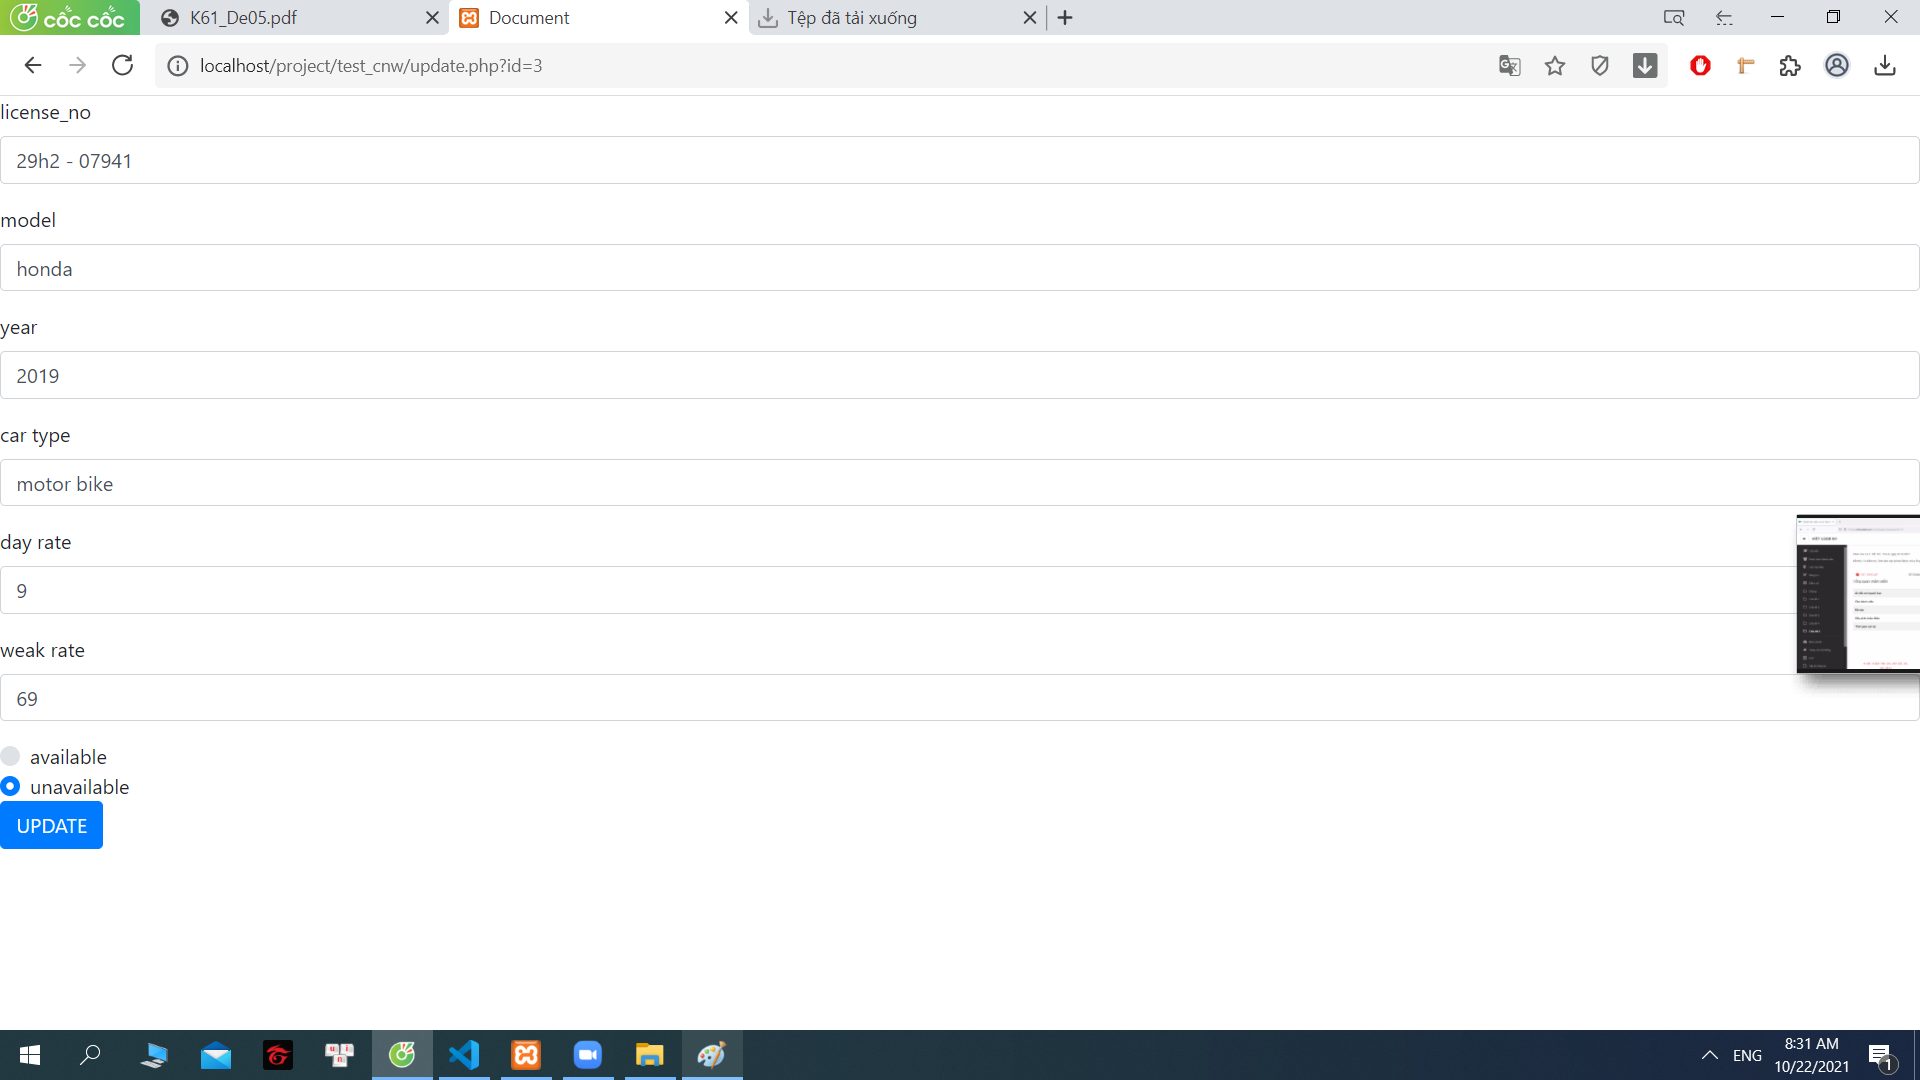 cốc cốc
K61_De05.pdf
Document
Tệp đã tải xuống
localhost/project/test_cnw/update.php?id=3
license_no
29h2 - 07941
model
honda
year
2019
car type
motor bike
day rate
9
weak rate
69
available
unavailable
UPDATE
ENG
8:31 AM
10/22/2021
1